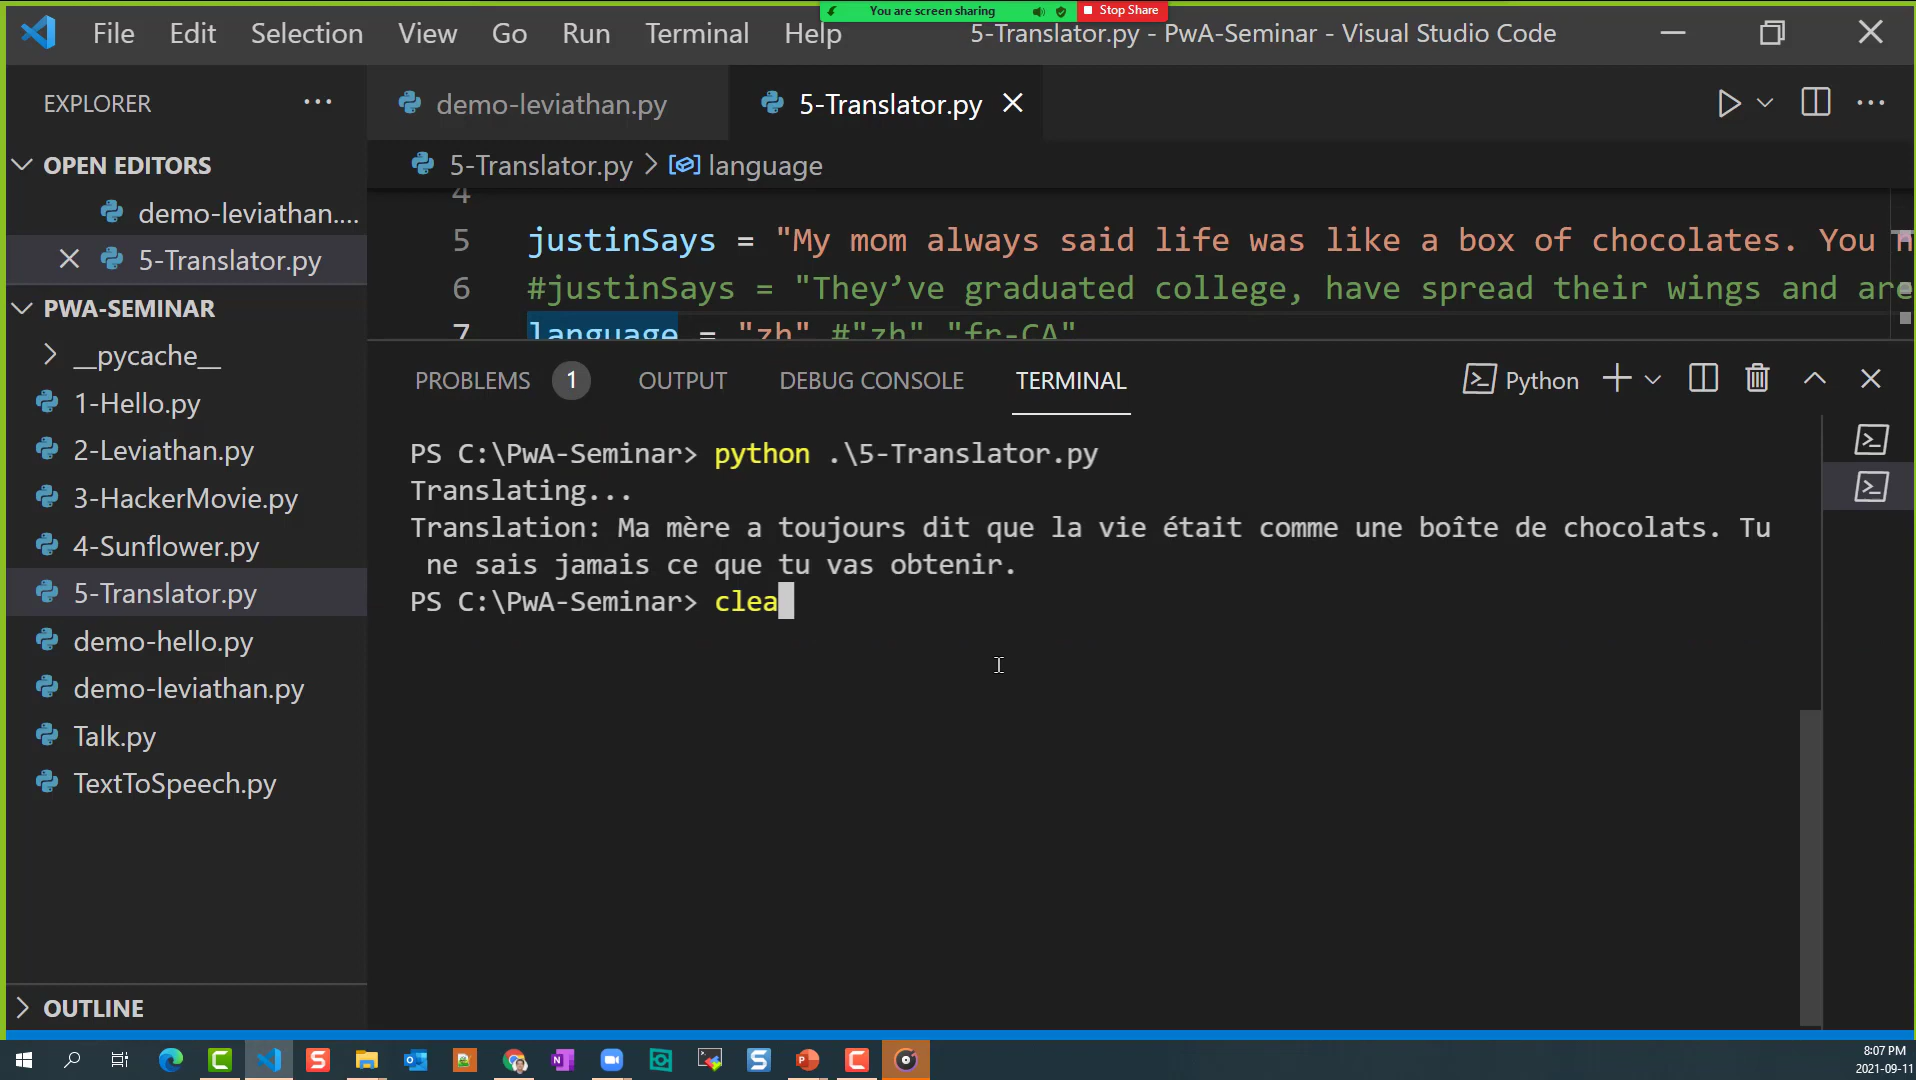 You are screen sharing
Stop Share
File Edit Selection View Go Run Terminal Help 5-Translator.py - PwA-Seminar - Visual Studio Code
EXPLORER
demo-leviathan.py 5-Translator.py
OPEN EDITORS
demo-leviathan....
5-Translator.py
PWA-SEMINAR
__pycache__
1-Hello.py
2-Leviathan.py
3-HackerMovie.py
4-Sunflower.py
5-Translator.py
demo-hello.py
demo-leviathan.py
Talk.py
TextToSpeech.py
OUTLINE
5-Translator.py > language
4
5 justinSays = "My mom always said life was like a box of chocolates. You
6 #justinSays = "They’ve graduated college, have spread their wings and are
7 language = "zh" #"zh" "fr-CA"
PROBLEMS 1 OUTPUT DEBUG CONSOLE TERMINAL Python
PS C:\PwA-Seminar> python .\5-Translator.py
Translating...
Translation: Ma mère a toujours dit que la vie était comme une boîte de chocolats. Tu
ne sais jamais ce que tu vas obtenir.
PS C:\PwA-Seminar> clea
8:07 PM
2021-09-11